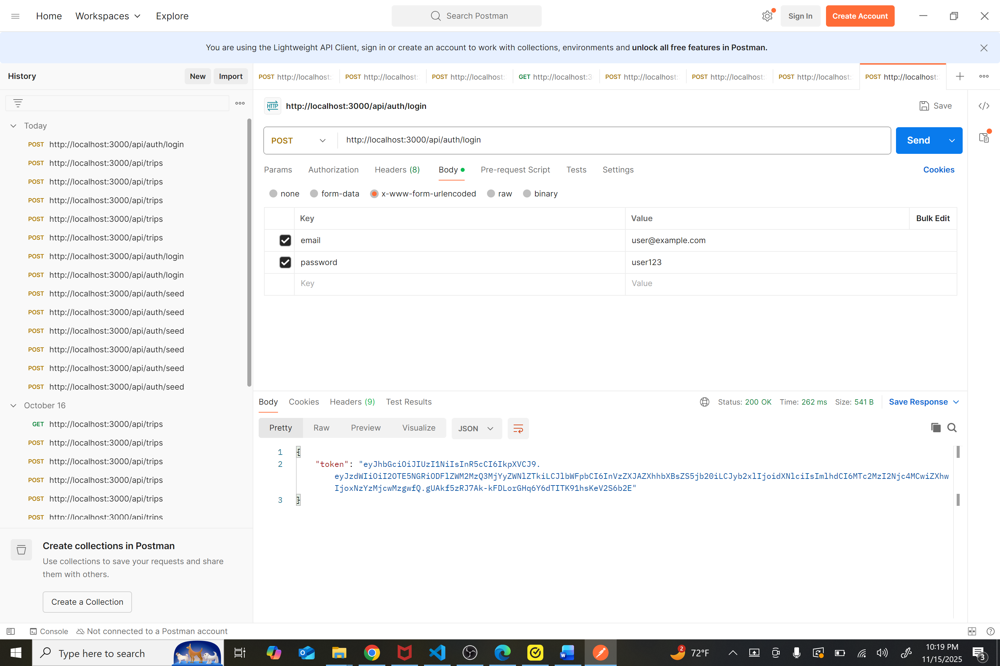 Home
Workspaces
Explore
Search Postman
Sign In
Create Account
You are using the Lightweight API Client, sign in or create an account to work with collections, environments and unlock all free features in Postman.
History
New
Import
POST http://localhost:
POST http://localhost:
POST http://localhost:
GET http://localhost:3
POST http://localhost:
POST http://localhost:
POST http://localhost:
POST http://localhost:
HTTP
http://localhost:3000/api/auth/login
Save
Today
POST http://localhost:3000/api/auth/login
POST http://localhost:3000/api/trips
POST http://localhost:3000/api/trips
POST http://localhost:3000/api/trips
POST http://localhost:3000/api/trips
POST http://localhost:3000/api/trips
POST http://localhost:3000/api/auth/login
POST http://localhost:3000/api/auth/login
POST http://localhost:3000/api/auth/seed
POST http://localhost:3000/api/auth/seed
POST http://localhost:3000/api/auth/seed
POST http://localhost:3000/api/auth/seed
POST http://localhost:3000/api/auth/seed
POST http://localhost:3000/api/auth/seed
October 16
GET http://localhost:3000/api/trips
POST http://localhost:3000/api/trips
POST http://localhost:3000/api/trips
POST http://localhost:3000/api/trips
POST http://localhost:3000/api/trips
POST http://localhost:3000/api/trips
Create collections in Postman
Use collections to save your requests and share
them with others.
Create a Collection
POST
http://localhost:3000/api/auth/login
Send
Params
Authorization
Headers (8)
Body
Pre-request Script
Tests
Settings
Cookies
none
form-data
x-www-form-urlencoded
raw
binary
Key
Value
Bulk Edit
email
user@example.com
password
user123
Key
Value
Body
Cookies
Headers (9)
Test Results
Status: 200 OK
Time: 262 ms
Size: 541 B
Save Response
Pretty
Raw
Preview
Visualize
JSON
1 {
2 "token": "eyJhbGciOiJIUzI1NiIsInR5cCI6IkpXVCJ9.
eyJzdWIiOiI2OTE5NGRiODFlZWM2MzQ3MjYyZWNlZTkiLCJlbWFpbCI6InVzZXJAZXhhbXBsZS5jb20iLCJyb2xlIjoidXNlciIsImlhdCI6MTc2MzI2Njc4MCwiZXhw
IjoxNzYzMjcwMzgwfQ.gUAkf5zRJ7Ak-kFDLorGHq6Y6dTITK91hsKeV2S6b2E"
3 }
Console
Not connected to a Postman account
Type here to search
2
72°F
10:19 PM
11/15/2025
3